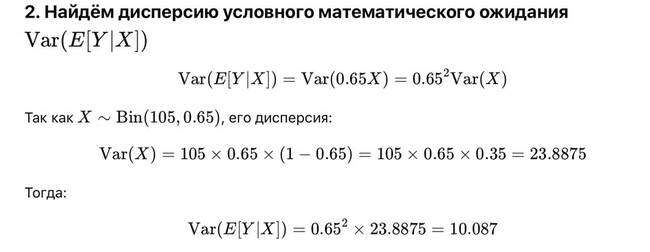 2. Найдём дисперсию условного математического ожидания
Var(E[Y|X])
Var(E[Y|X]) = Var(0.65X) = 0.65²Var(X)
Так как X ∼ Bin(105, 0.65), его дисперсия:
Var(X) = 105 × 0.65 × (1 − 0.65) = 105 × 0.65 × 0.35 = 23.8875
Тогда:
Var(E[Y|X]) = 0.65² × 23.8875 = 10.087